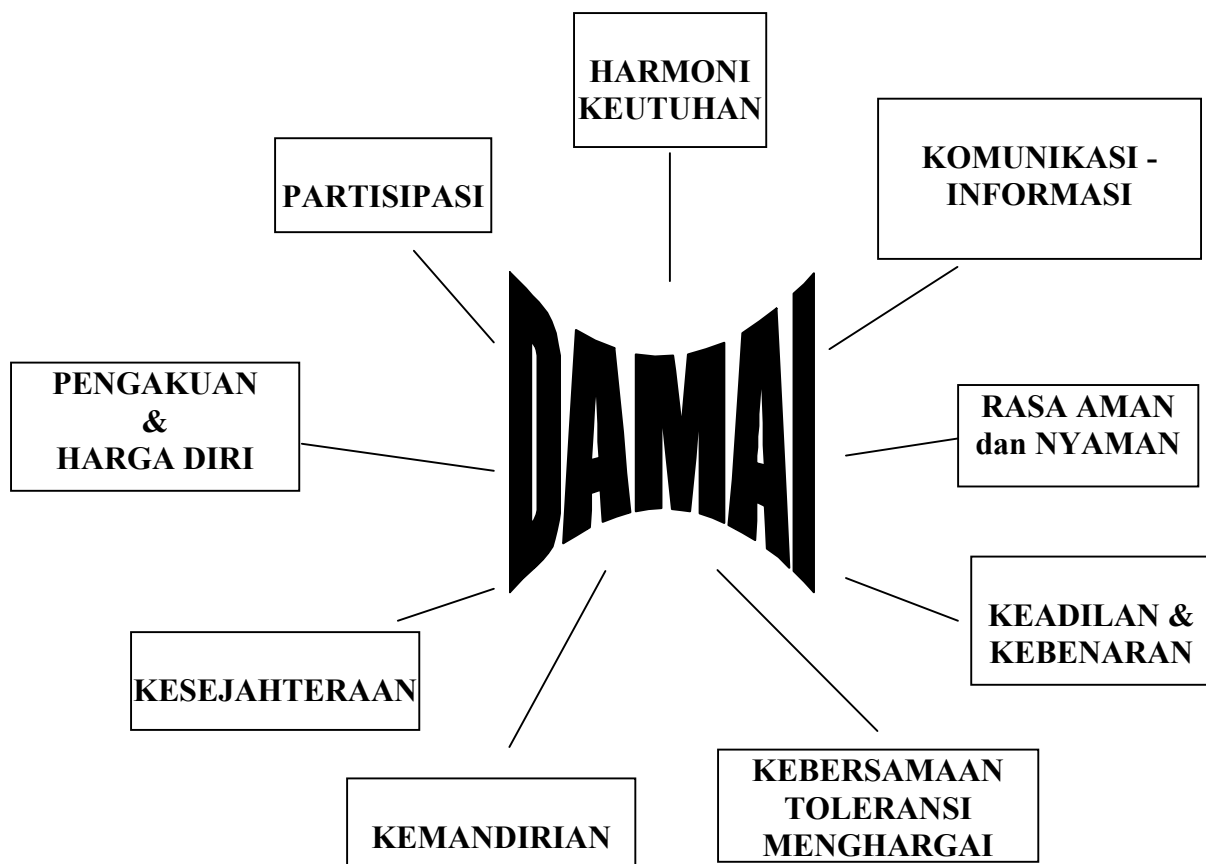 HARMONI
KEUTUHAN
KOMUNIKASI -
INFORMASI
PARTISIPASI
DAMAI
PENGAKUAN
&
HARGA DIRI
RASA AMAN
dan NYAMAN
KEADILAN &
KEBENARAN
KESEJAHTERAAN
KEBERSAMAAN
TOLERANSI
MENGHARGAI
KEMANDIRIAN